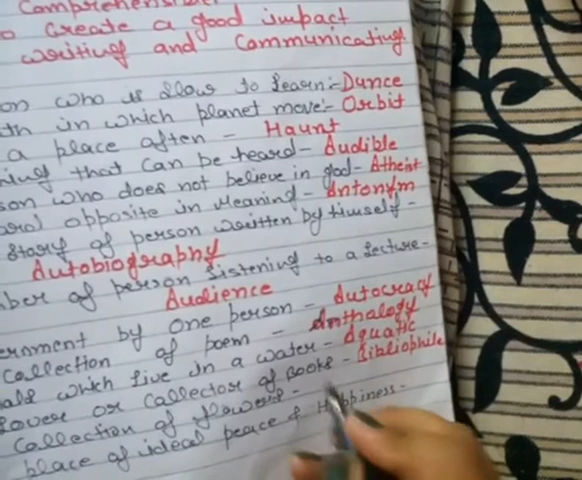 Comprehension
o create a good impact
writing and Communicating
on who is slow to learn:- Dunce
th in which planet move:- Orbit
a place often - Haunt
ing that can be heard - Audible
son who does not believe in god - Atheist
ord opposite in Meaning - Antonym
story of person written by himself -
Autobiography
mber of person listening to a lecture -
Audience
ernment by one person - Autocracy
Collection of poem - Anthology
als which live in a water - Aquatic
Lover or Collector of Books - Bibliophile
Collection of flowers -
place of ideal peace & Happiness -